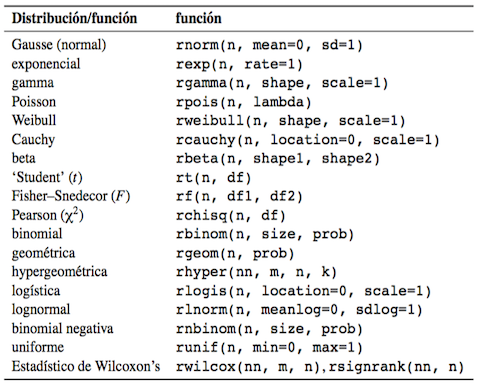 Distribución/función función
Gausse (normal) rnorm(n, mean=0, sd=1)
exponencial rexp(n, rate=1)
gamma rgamma(n, shape, scale=1)
Poisson rpois(n, lambda)
Weibull rweibull(n, shape, scale=1)
Cauchy rcauchy(n, location=0, scale=1)
beta rbeta(n, shape1, shape2)
‘Student’ (t) rt(n, df)
Fisher–Snedecor (F) rf(n, df1, df2)
Pearson (χ²) rchisq(n, df)
binomial rbinom(n, size, prob)
geométrica rgeom(n, prob)
hypergeométrica rhyper(nn, m, n, k)
logística rlogis(n, location=0, scale=1)
lognormal rlnorm(n, meanlog=0, sdlog=1)
binomial negativa rnbinom(n, size, prob)
uniforme runif(n, min=0, max=1)
Estadístico de Wilcoxon's rwilcox(nn, m, n), rsignrank(nn, n)